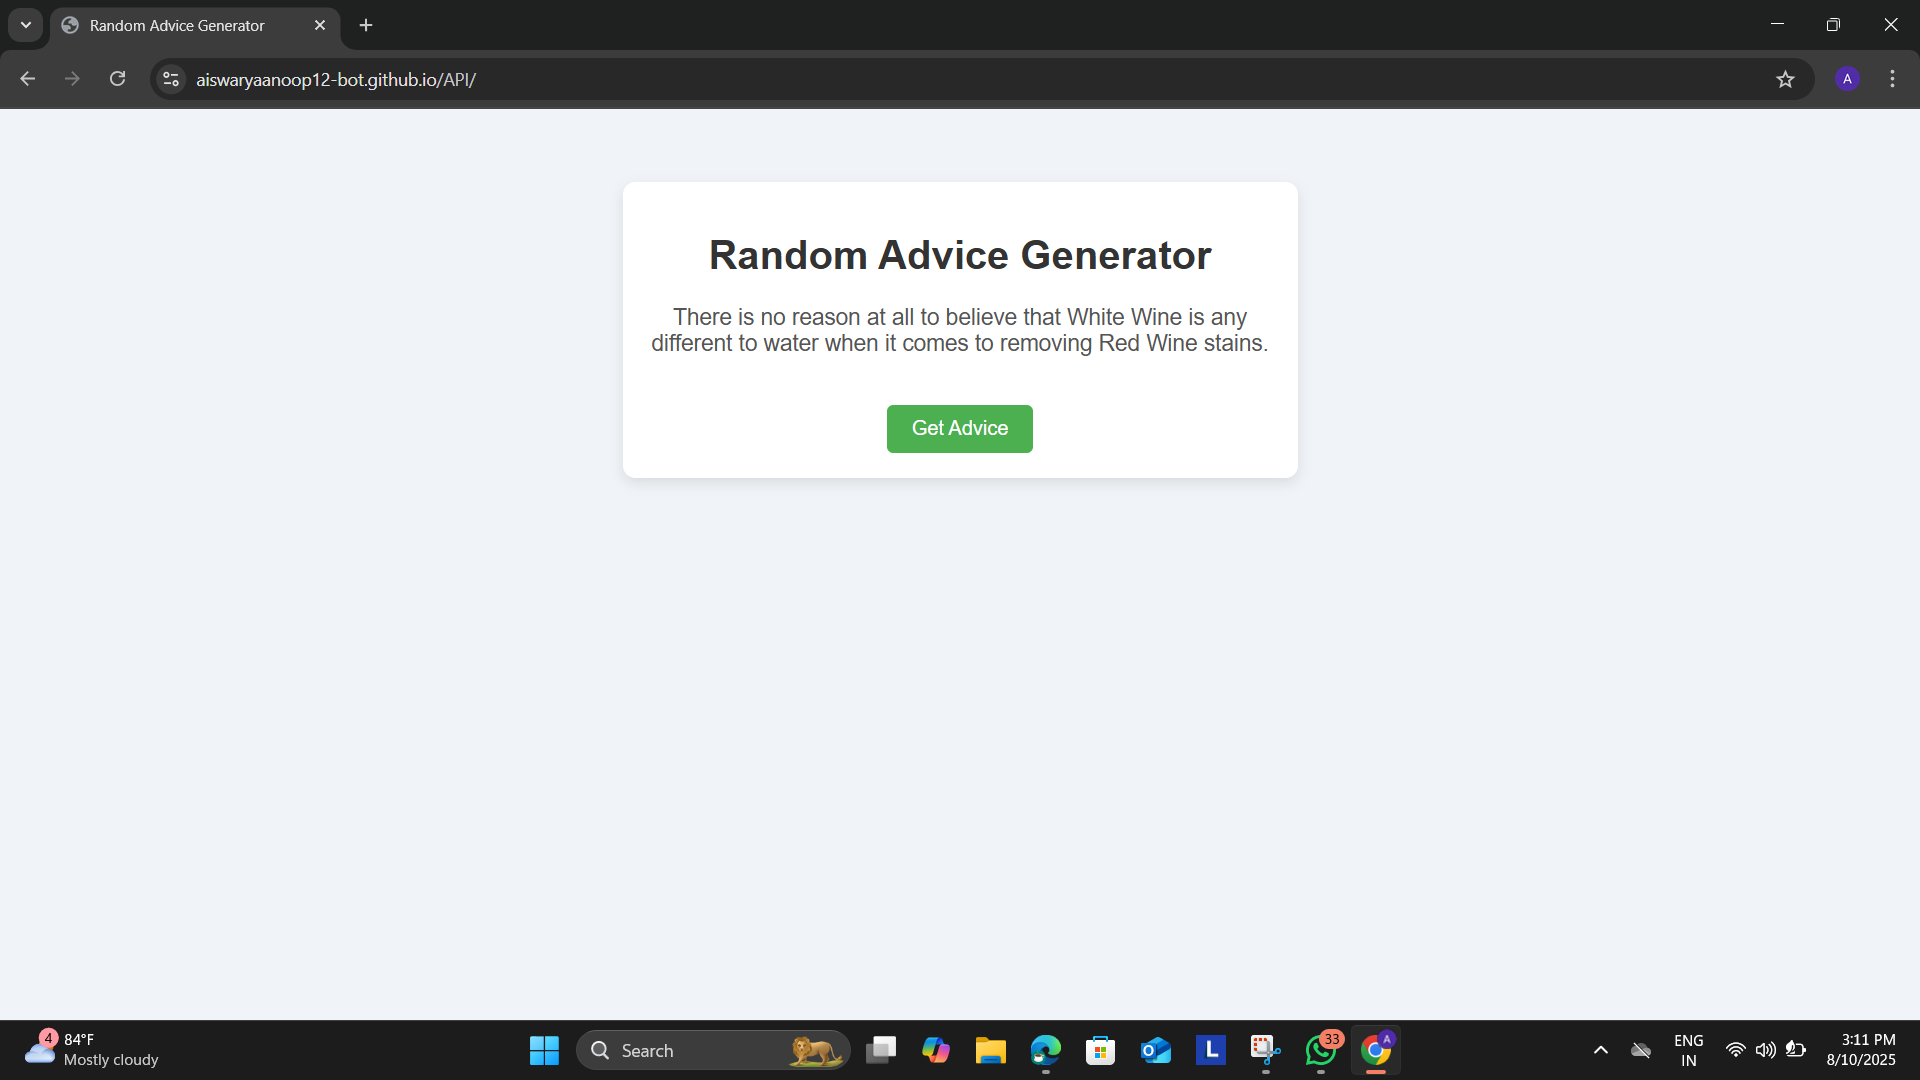 Random Advice Generator
aiswaryaanoop12-bot.github.io/API/
A
Random Advice Generator
There is no reason at all to believe that White Wine is any
different to water when it comes to removing Red Wine stains.
Get Advice
4
84°F
Mostly cloudy
Search
O
L
33
A
ENG
IN
3:11 PM
8/10/2025